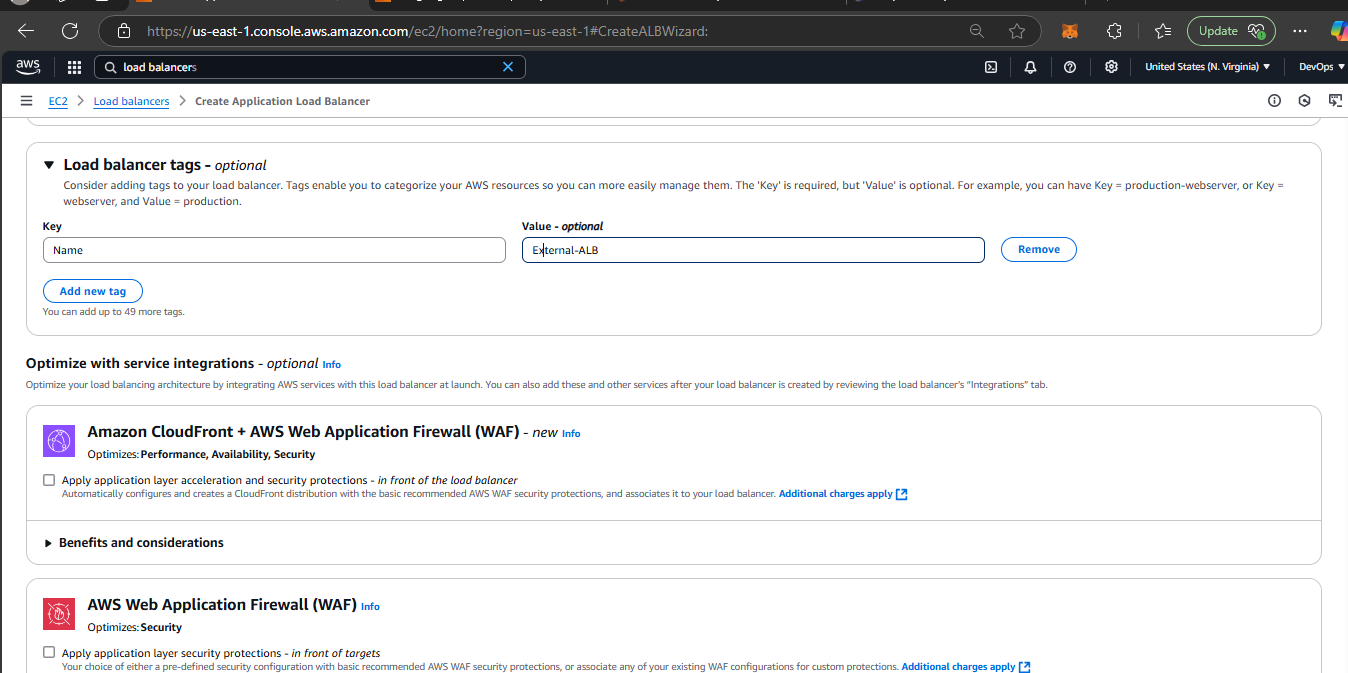 https://us-east-1.console.aws.amazon.com/ec2/home?region=us-east-1#CreateALBWizard:
Update
aws
load balancers
United States (N. Virginia)
DevOps
EC2 > Load balancers > Create Application Load Balancer
Load balancer tags - optional
Consider adding tags to your load balancer. Tags enable you to categorize your AWS resources so you can more easily manage them. The 'Key' is required, but 'Value' is optional. For example, you can have Key = production-webserver, or Key =
webserver, and Value = production.
Key
Value - optional
Name
External-ALB
Remove
Add new tag
You can add up to 49 more tags.
Optimize with service integrations - optional Info
Optimize your load balancing architecture by integrating AWS services with this load balancer at launch. You can also add these and other services after your load balancer is created by reviewing the load balancer's "Integrations" tab.
Amazon CloudFront + AWS Web Application Firewall (WAF) - new Info
Optimizes: Performance, Availability, Security
Apply application layer acceleration and security protections - in front of the load balancer
Automatically configures and creates a CloudFront distribution with the basic recommended AWS WAF security protections, and associates it to your load balancer. Additional charges apply
Benefits and considerations
AWS Web Application Firewall (WAF) Info
Optimizes: Security
Apply application layer security protections - in front of targets
Your choice of either a pre-defined security configuration with basic recommended AWS WAF security protections, or associate any of your existing WAF configurations for custom protections. Additional charges apply